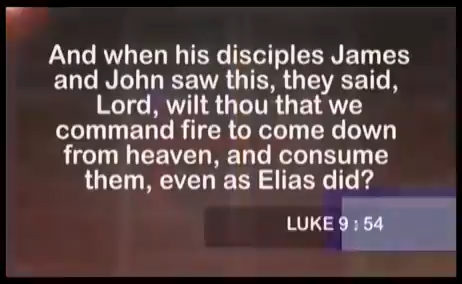 And when his disciples James
and John saw this, they said,
Lord, wilt thou that we
command fire to come down
from heaven, and consume
them, even as Elias did?
LUKE 9 : 54